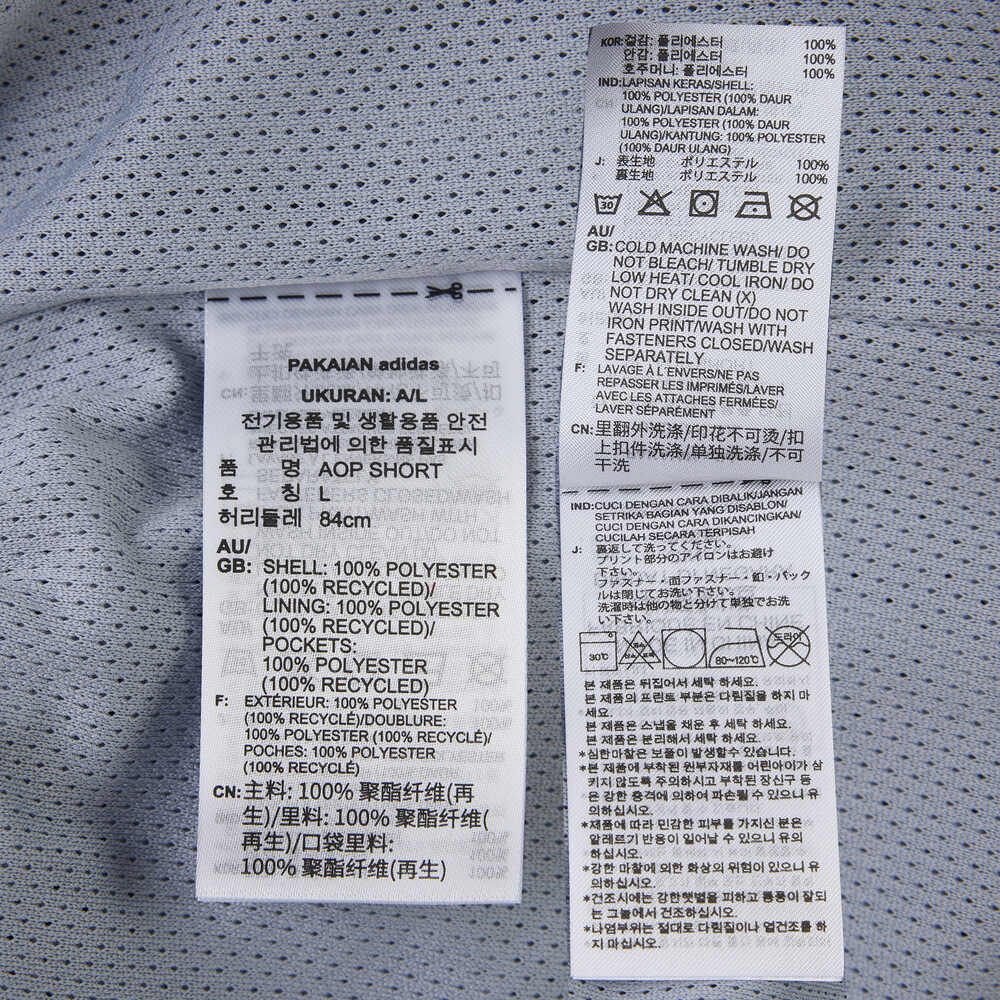 PAKAIAN adidas
UKURAN: A/L
전기용품 및 생활용품 안전
관리법에 의한 품질표시
품 명 AOP SHORT
호 칭 L
허리둘레 84cm
AU/
GB: SHELL: 100% POLYESTER
(100% RECYCLED)/
LINING: 100% POLYESTER
(100% RECYCLED)/
POCKETS:
100% POLYESTER
(100% RECYCLED)
F: EXTÉRIEUR: 100% POLYESTER
(100% RECYCLÉ)/DOUBLURE:
100% POLYESTER (100% RECYCLÉ)/
POCHES: 100% POLYESTER
(100% RECYCLÉ)
CN: 主料: 100% 聚酯纤维(再
生)/里料: 100% 聚酯纤维(
再生)/口袋里料:
100% 聚酯纤维(再生)
KOR: 겉감: 폴리에스터 100%
안감: 폴리에스터 100%
호주머니: 폴리에스터 100%
IND: LAPISAN KERAS/SHELL:
100% POLYESTER (100% DAUR
ULANG)/LAPISAN DALAM:
100% POLYESTER (100% DAUR
ULANG)/KANTUNG: 100% POLYESTER
(100% DAUR ULANG)
J: 表生地 ポリエステル 100%
裏生地 ポリエステル 100%
30
AU/
GB: COLD MACHINE WASH/ DO
NOT BLEACH/ TUMBLE DRY
LOW HEAT/ COOL IRON/ DO
NOT DRY CLEAN (X)
WASH INSIDE OUT/DO NOT
IRON PRINT/WASH WITH
FASTENERS CLOSED/WASH
SEPARATELY
F: LAVAGE À L'ENVERS/NE PAS
REPASSER LES IMPRIMÉS/LAVER
AVEC LES ATTACHES FERMÉES/
LAVER SÉPARÉMENT
CN: 里翻外洗涤/印花不可烫/扣
上扣件洗涤/单独洗涤/不可
干洗
IND: CUCI DENGAN CARA DIBALIK/JANGAN
SETRIKA BAGIAN YANG DISABLON/
CUCI DENGAN CARA DIKANCINGKAN/
CUCILAH SECARA TERPISAH
J: 裏返して洗ってください。
プリント部分のアイロンはお避け
下さい。
ファスナー・面ファスナー・釦・バック
ルは閉じてお洗い下さい。
洗濯時は他の物と分けて単独でお洗
い下さい。
30℃ 80~120℃ 드라이
본 제품은 뒤집어서 세탁 하세요.
본 제품의 프린트 부분은 다림질을 하지 마
세요.
본 제품은 스냅을 채운 후 세탁 하세요.
본 제품은 분리해서 세탁 하세요.
*심한마찰은 보풀이 발생할수 있습니다.
*본 제품에 부착된 원부자재를 어린아이가 삼
키지 않도록 주의하시고 부착된 장신구 등
은 강한 충격에 의하여 파손될 수 있으니 유
의하십시오.
*제품에 따라 민감한 피부를 가지신 분은
알레르기 반응이 일어날 수 있으니 유의
하십시오.
*강한 마찰에 의한 화상의 위험이 있으니 유
의하십시오.
*건조시에는 강한햇볕을 피하고 통풍이 잘되
는 그늘에서 건조하십시오.
*나염부위는 절대로 다림질이나 열건조를 하
지 마십시오.